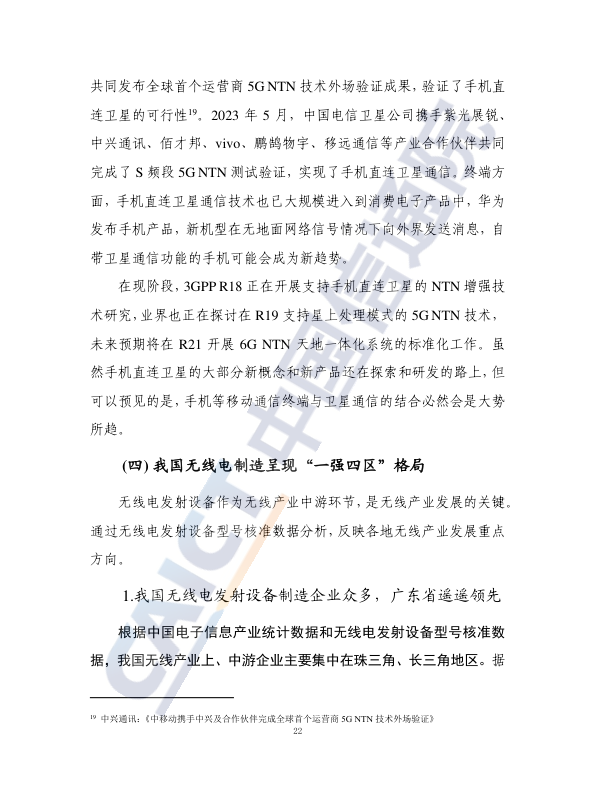 共同发布全球首个运营商 5G NTN 技术外场验证成果，验证了手机直
连卫星的可行性¹⁹。2023 年 5 月，中国电信卫星公司携手紫光展锐、
中兴通讯、佰才邦、vivo、鹏鹄物宇、移远通信等产业合作伙伴共同
完成了 S 频段 5G NTN 测试验证，实现了手机直连卫星通信。终端方
面，手机直连卫星通信技术也已大规模进入到消费电子产品中，华为
发布手机产品，新机型在无地面网络信号情况下向外界发送消息，自
带卫星通信功能的手机可能会成为新趋势。
在现阶段，3GPP R18 正在开展支持手机直连卫星的 NTN 增强技
术研究，业界也正在探讨在 R19 支持星上处理模式的 5G NTN 技术，
未来预期将在 R21 开展 6G NTN 天地一体化系统的标准化工作。虽
然手机直连卫星的大部分新概念和新产品还在探索和研发的路上，但
可以预见的是，手机等移动通信终端与卫星通信的结合必然会是大势
所趋。
(四) 我国无线电制造呈现“一强四区”格局
无线电发射设备作为无线产业中游环节，是无线产业发展的关键。
通过无线电发射设备型号核准数据分析，反映各地无线产业发展重点
方向。
1.我国无线电发射设备制造企业众多，广东省遥遥领先
根据中国电子信息产业统计数据和无线电发射设备型号核准数
据，我国无线产业上、中游企业主要集中在珠三角、长三角地区。据
¹⁹ 中兴通讯：《中移动携手中兴及合作伙伴完成全球首个运营商 5G NTN 技术外场验证》
22
CAICT 中国信通院